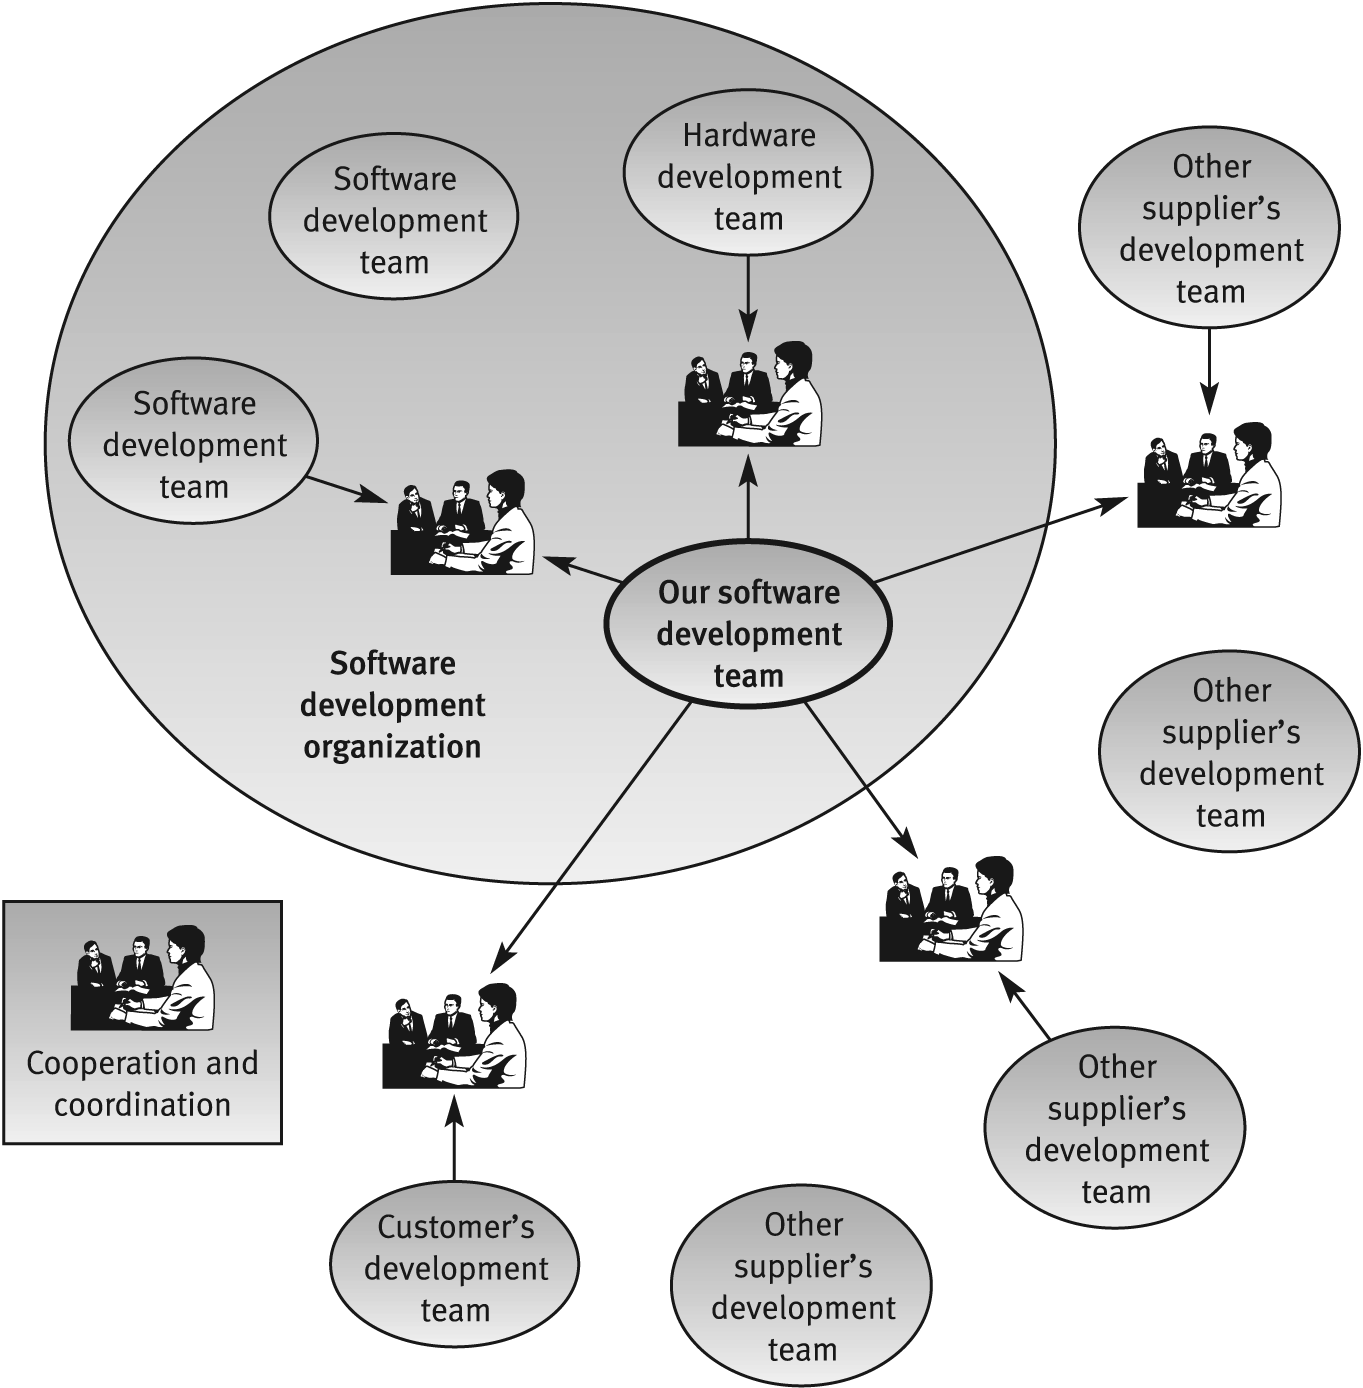 Software
development
team
Hardware
development
team
Other
supplier’s
development
team
Software
development
team
Our software
development
team
Software
development
organization
Other
supplier’s
development
team
Cooperation and
coordination
Other
supplier’s
development
team
Customer’s
development
team
Other
supplier’s
development
team